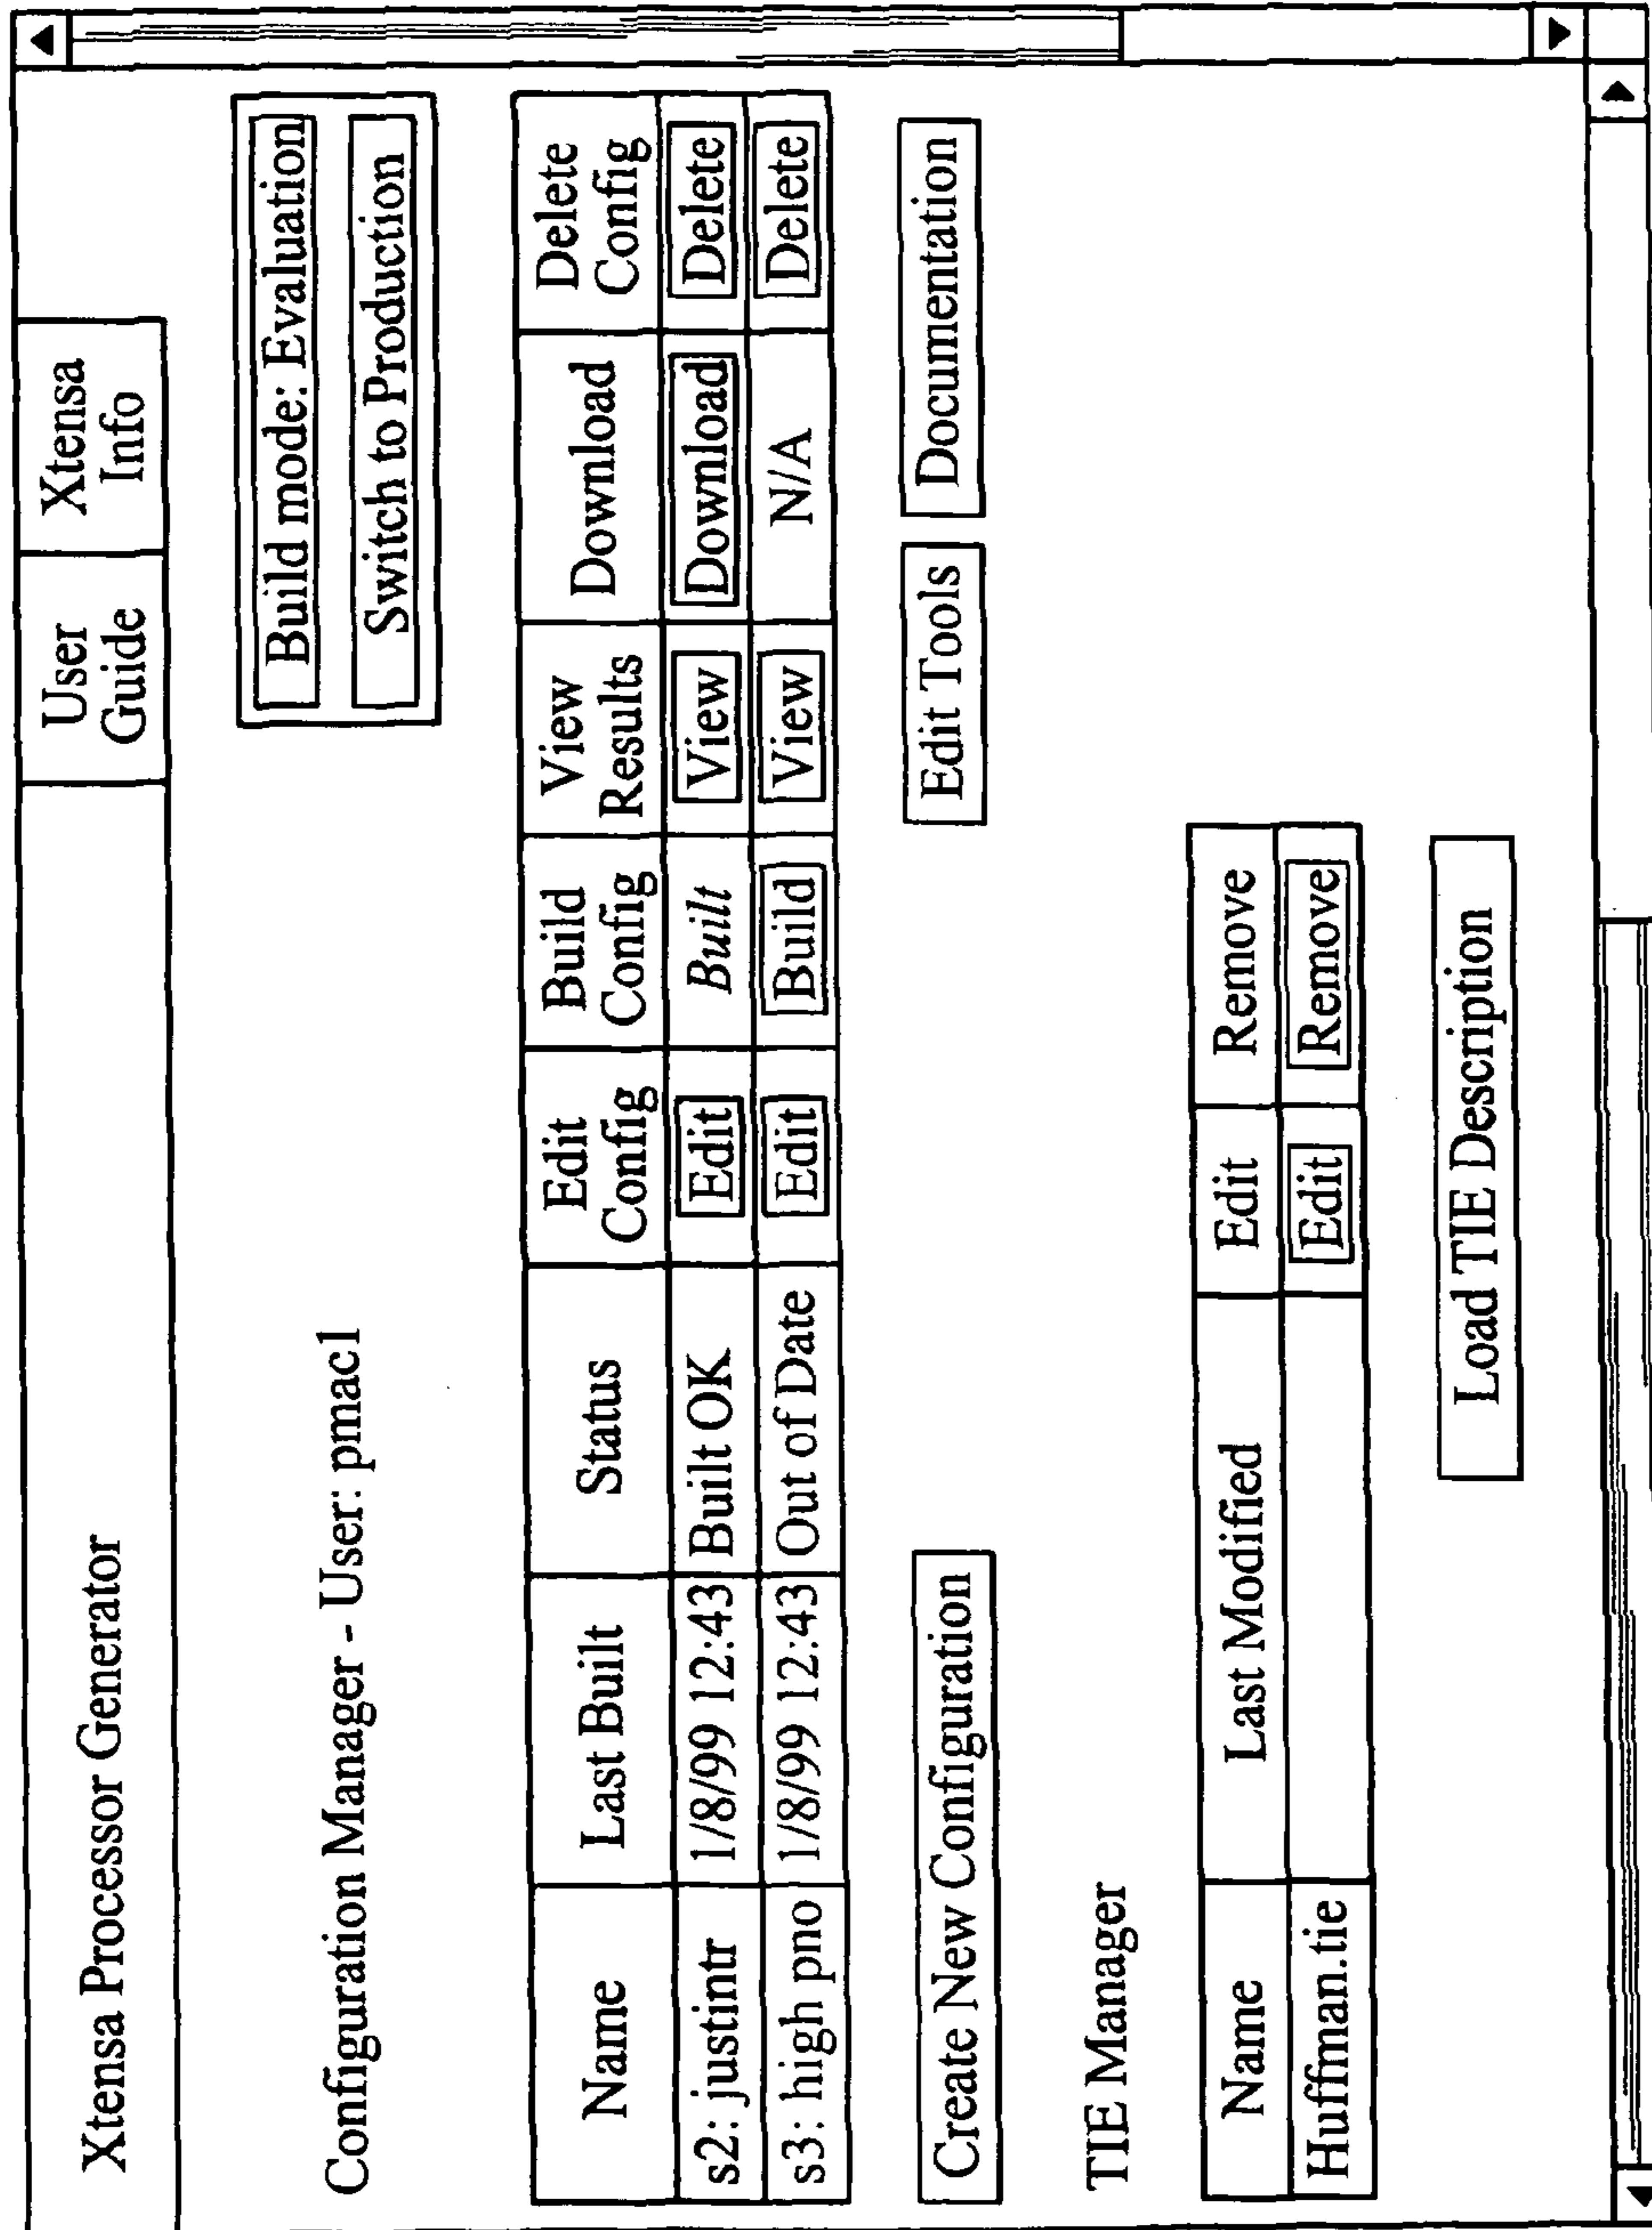 Xtensa Processor Generator
User Guide
Xtensa Info
Build mode: Evaluation
Switch to Production
Configuration Manager - User: pmac1
Name Last Built Status Edit Config Build Config View Results Download Delete Config
s2: justintr 1/8/99 12:43 Built OK Edit Built View Download Delete
s3: high pno 1/8/99 12:43 Out of Date Edit Build View N/A Delete
Create New Configuration Edit Tools Documentation
TIE Manager
Name Last Modified Edit Remove
Huffman.tie Edit Remove
Load TIE Description